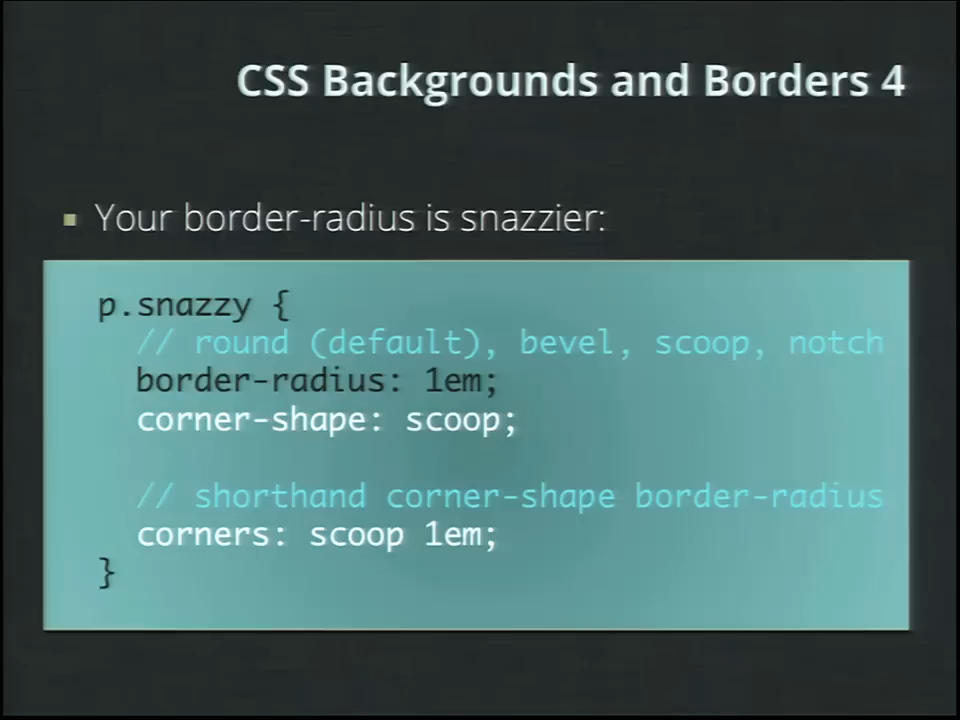 CSS Backgrounds and Borders 4
Your border-radius is snazzier:
p.snazzy {
// round (default), bevel, scoop, notch
border-radius: 1em;
corner-shape: scoop;
// shorthand corner-shape border-radius
corners: scoop 1em;
}